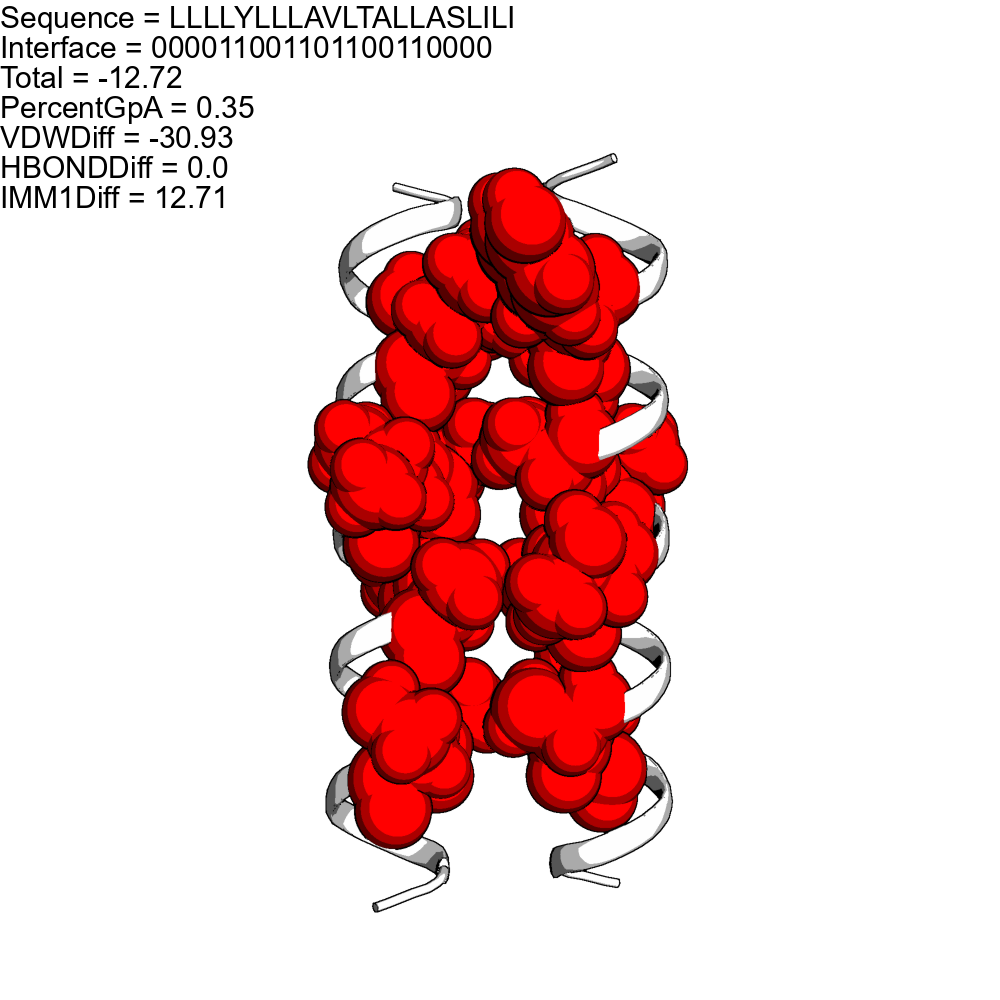 Sequence = LLLLYLLLAVLTALLASLILI
Interface = 000011001101100110000
Total = -12.72
PercentGpA = 0.35
VDWDiff = -30.93
HBONDDiff = 0.0
IMM1Diff = 12.71